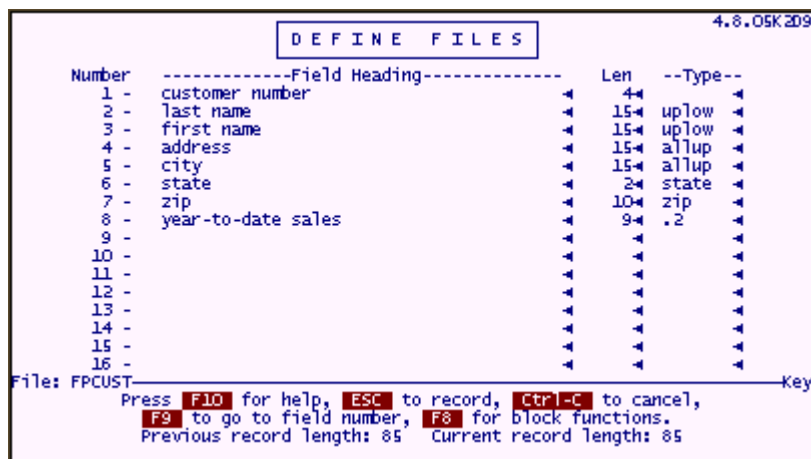 4.8.05K2D9
DEFINE FILES
Number -------------Field Heading-------------- Len --Type--
1 - customer number 4
2 - last name 15 uplow
3 - first name 15 uplow
4 - address 15 allup
5 - city 15 allup
6 - state 2 state
7 - zip 10 zip
8 - year-to-date sales 9 .2
9 -
10 -
11 -
12 -
13 -
14 -
15 -
16 -
File: FPCUST Key
Press F10 for help, ESC to record, Ctrl-C to cancel,
F9 to go to field number, F8 for block functions.
Previous record length: 85 Current record length: 85